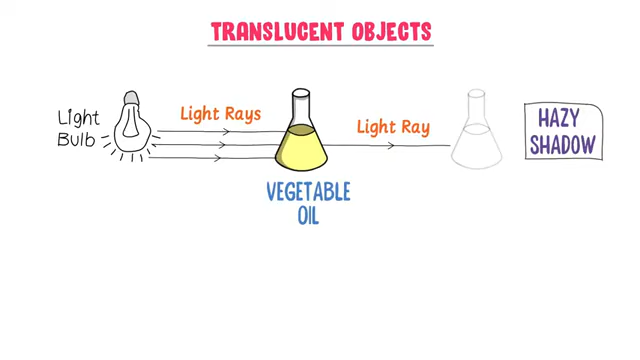 TRANSLUCENT OBJECTS
Light
Bulb
Light Rays
VEGETABLE
OIL
Light Ray
HAZY
SHADOW